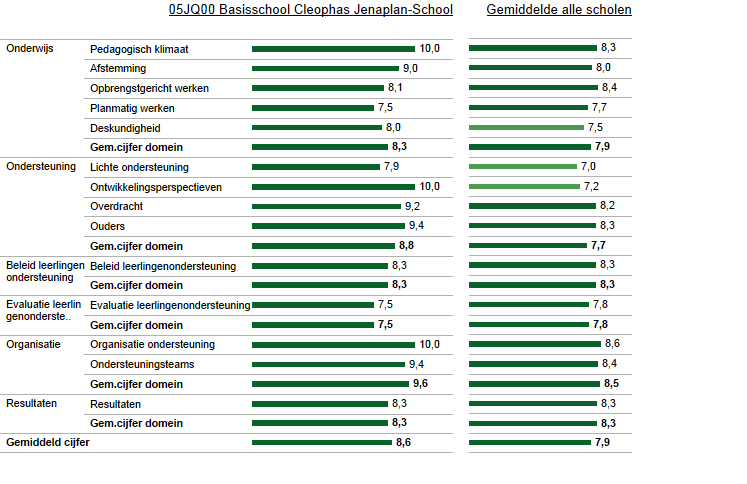 05JQ00 Basisschool Cleophas Jenaplan-School Gemiddelde alle scholen
Onderwijs Pedagogisch klimaat 10,0 8,3
Afstemming 9,0 8,0
Opbrengstgericht werken 8,1 8,4
Planmatig werken 7,5 7,7
Deskundigheid 8,0 7,5
Gem.cijfer domein 8,3 7,9
Ondersteuning Lichte ondersteuning 7,9 7,0
Ontwikkelingsperspectieven 10,0 7,2
Overdracht 9,2 8,2
Ouders 9,4 8,3
Gem.cijfer domein 8,8 7,7
Beleid leerlingen Beleid leerlingenondersteuning 8,3 8,3
ondersteuning
Gem.cijfer domein 8,3 8,3
Evaluatie leerlin Evaluatie leerlingenondersteuning 7,5 7,8
genonderste..
Gem.cijfer domein 7,5 7,8
Organisatie Organisatie ondersteuning 10,0 8,6
Ondersteuningsteams 9,4 8,4
Gem.cijfer domein 9,6 8,5
Resultaten Resultaten 8,3 8,3
Gem.cijfer domein 8,3 8,3
Gemiddeld cijfer 8,6 7,9